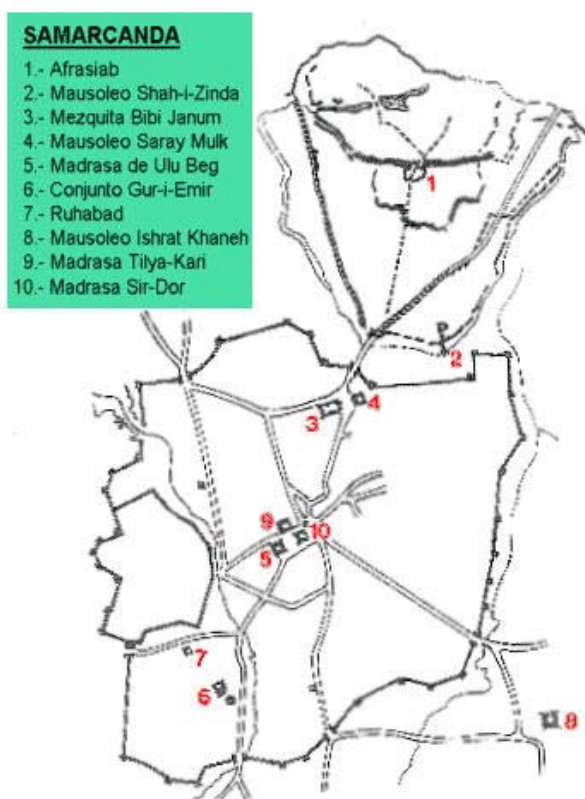 SAMARCANDA
1.- Afrasiab
2.- Mausoleo Shah-i-Zinda
3.- Mezquita Bibi Janum
4.- Mausoleo Saray Mulk
5.- Madrasa de Ulu Beg
6.- Conjunto Gur-i-Emir
7.- Ruhabad
8.- Mausoleo Ishrat Khaneh
9.- Madrasa Tilya-Kari
10.- Madrasa Sir-Dor
1
2
3
4
9
10
5
7
6
8